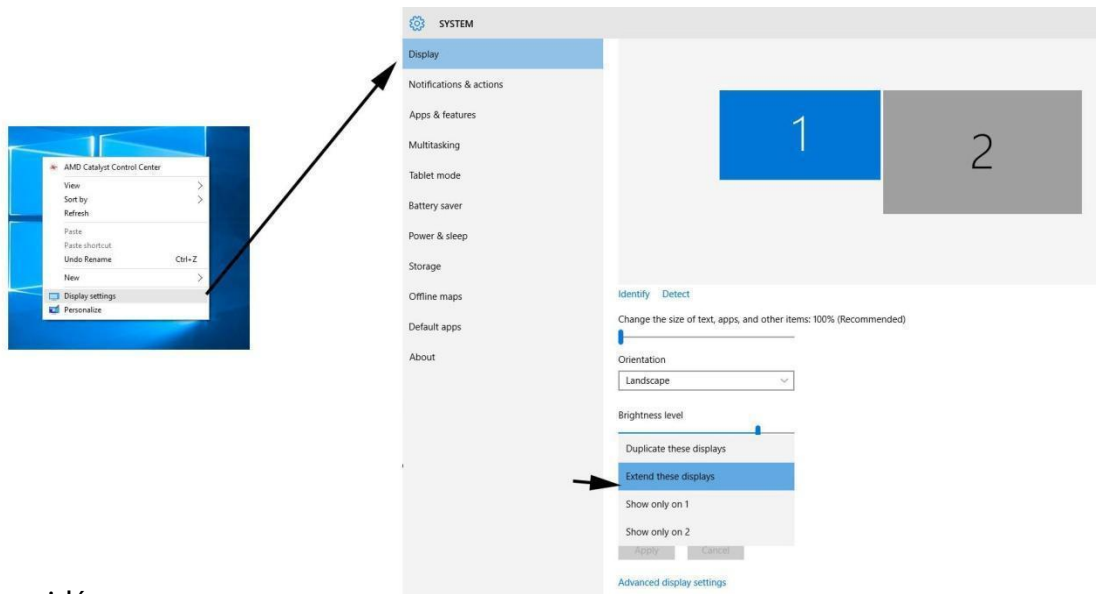 AMD Catalyst Control Center
View
Sort by
Refresh
Paste
Paste shortcut
Undo Rename Ctrl+Z
New
Display settings
Personalize
SYSTEM
Display
Notifications & actions
Apps & features
Multitasking
Tablet mode
Battery saver
Power & sleep
Storage
Offline maps
Default apps
About
1
2
Identify Detect
Change the size of text, apps, and other items: 100% (Recommended)
Orientation
Landscape
Brightness level
Duplicate these displays
Extend these displays
Show only on 1
Show only on 2
Apply Cancel
Advanced display settings